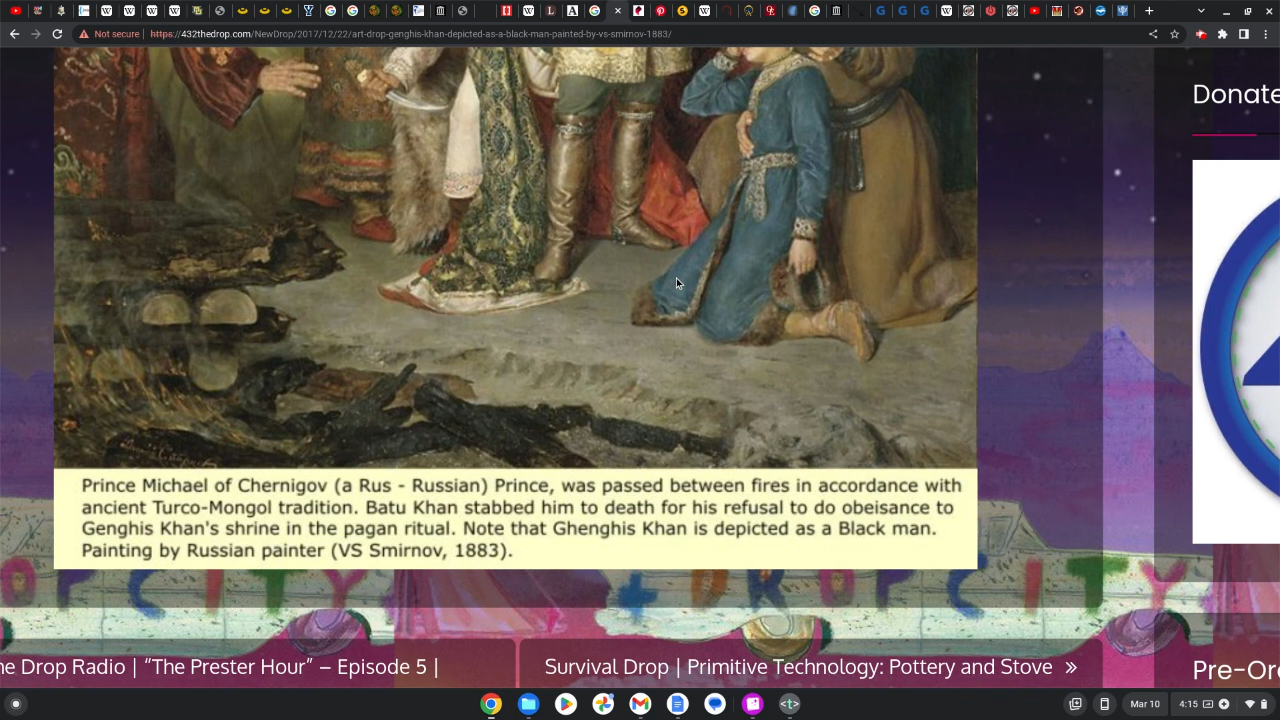 Not secure
https://432thedrop.com/NewDrop/2017/12/22/art-drop-genghis-khan-depicted-as-a-black-man-painted-by-vs-smirnov-1883/
Donate
Prince Michael of Chernigov (a Rus - Russian) Prince, was passed between fires in accordance with
ancient Turco-Mongol tradition. Batu Khan stabbed him to death for his refusal to do obeisance to
Genghis Khan's shrine in the pagan ritual. Note that Ghenghis Khan is depicted as a Black man.
Painting by Russian painter (VS Smirnov, 1883).
he Drop Radio | “The Prester Hour” – Episode 5 |
Survival Drop | Primitive Technology: Pottery and Stove »
Pre-Or
Mar 10
4:15